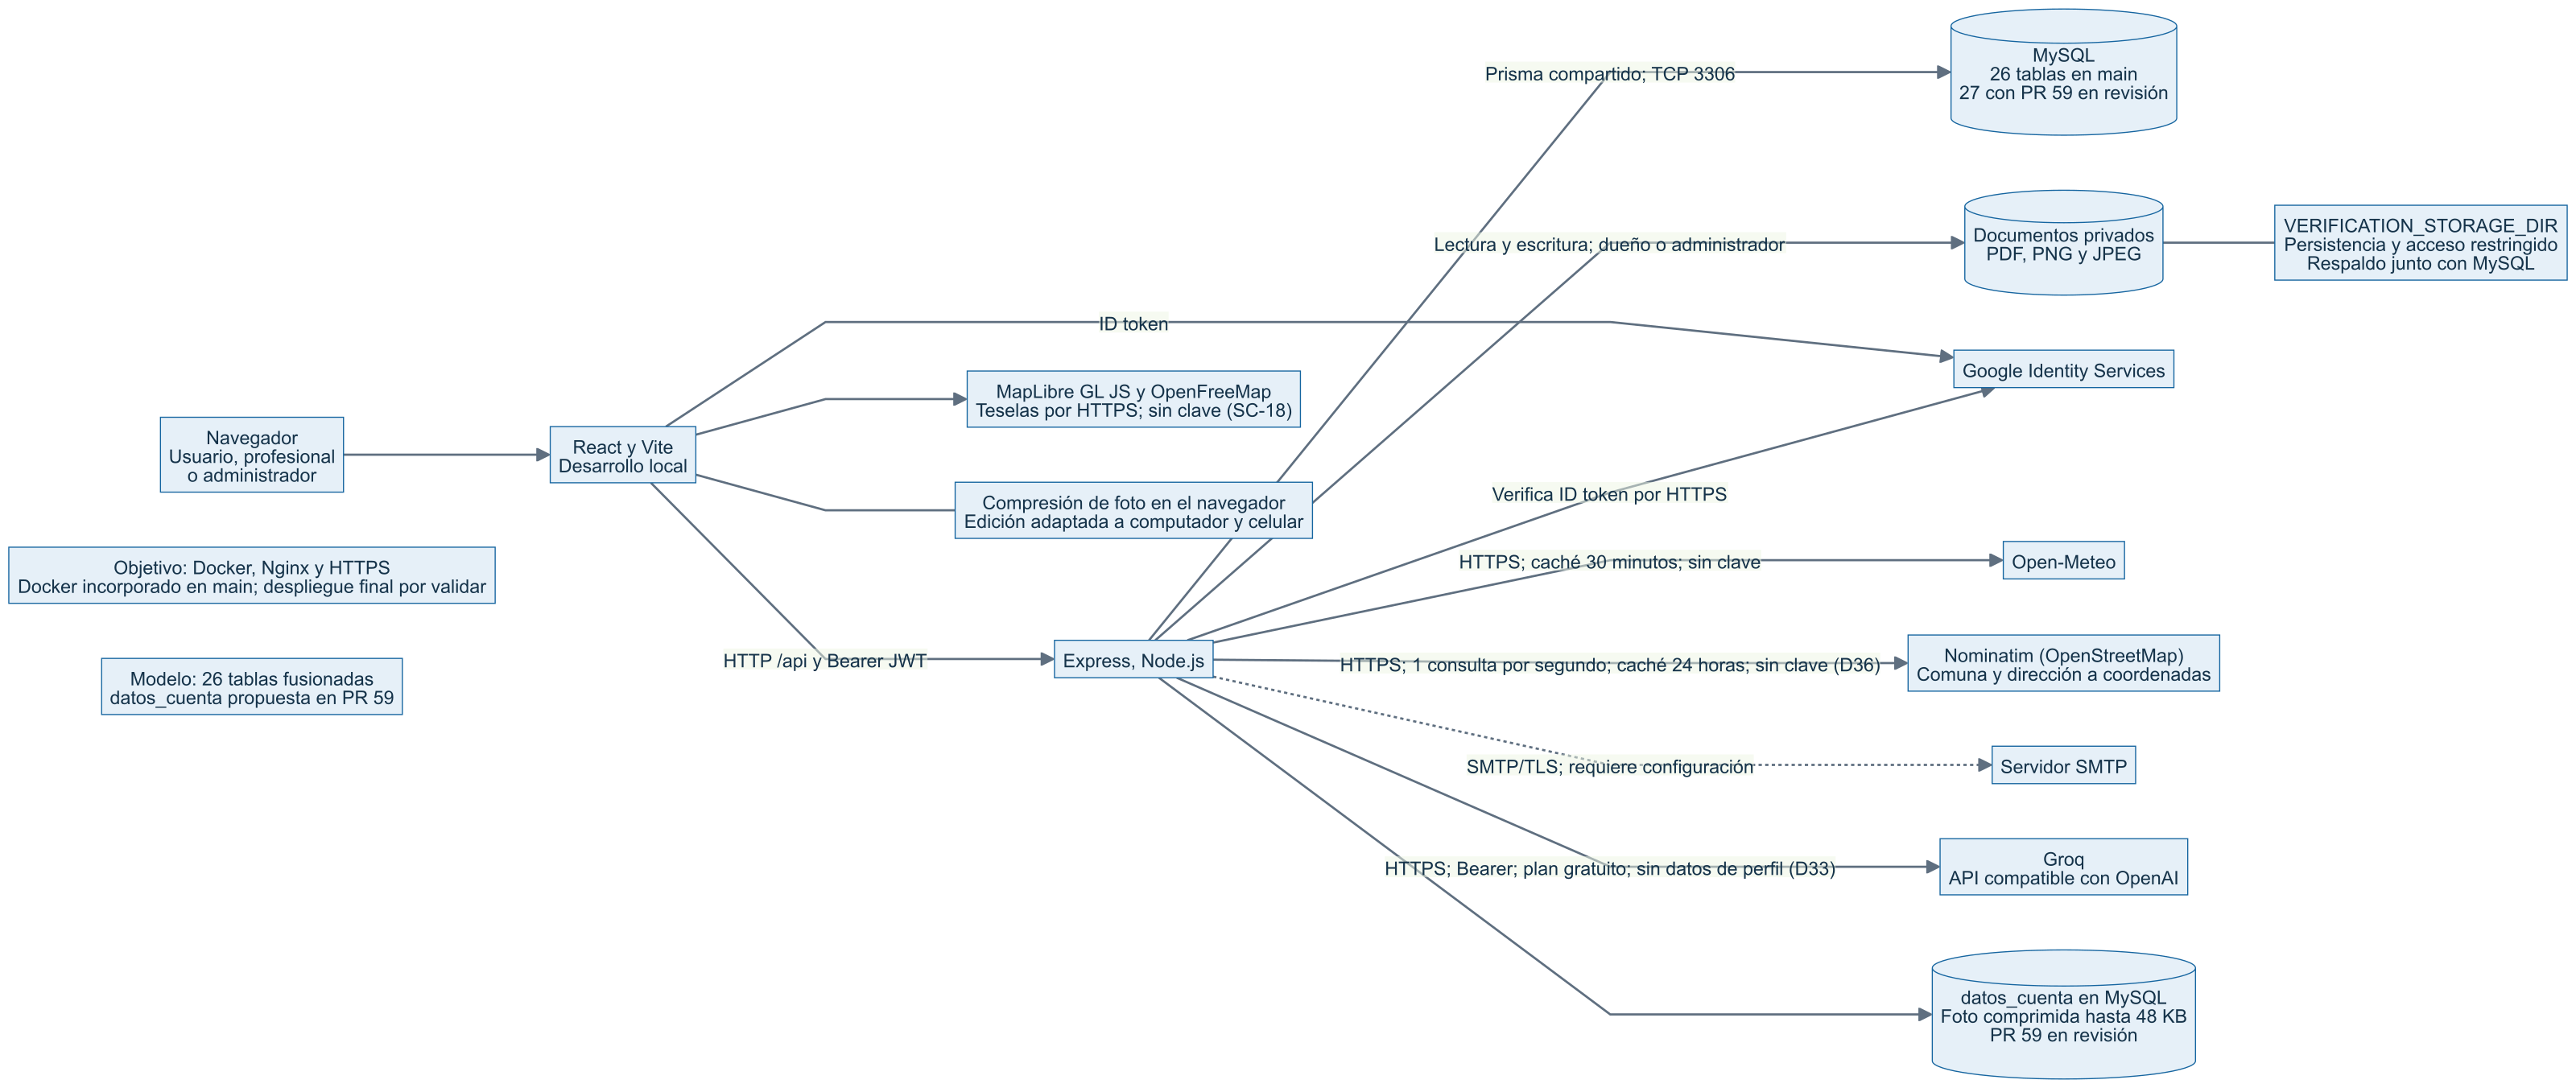 MySQL
26 tablas en main
27 con PR 59 en revisión
Prisma compartido; TCP 3306
Documentos privados
PDF, PNG y JPEG
VERIFICATION_STORAGE_DIR
Persistencia y acceso restringido
Respaldo junto con MySQL
Lectura y escritura; dueño o administrador
ID token
Google Identity Services
MapLibre GL JS y OpenFreeMap
Teselas por HTTPS; sin clave (SC-18)
Navegador
Usuario, profesional
o administrador
React y Vite
Desarrollo local
Compresión de foto en el navegador
Edición adaptada a computador y celular
Verifica ID token por HTTPS
Objetivo: Docker, Nginx y HTTPS
Docker incorporado en main; despliegue final por validar
HTTPS; caché 30 minutos; sin clave
Open-Meteo
Modelo: 26 tablas fusionadas
datos_cuenta propuesta en PR 59
HTTP /api y Bearer JWT
Express, Node.js
HTTPS; 1 consulta por segundo; caché 24 horas; sin clave (D36)
Nominatim (OpenStreetMap)
Comuna y dirección a coordenadas
SMTP/TLS; requiere configuración
Servidor SMTP
HTTPS; Bearer; plan gratuito; sin datos de perfil (D33)
Groq
API compatible con OpenAI
datos_cuenta en MySQL
Foto comprimida hasta 48 KB
PR 59 en revisión